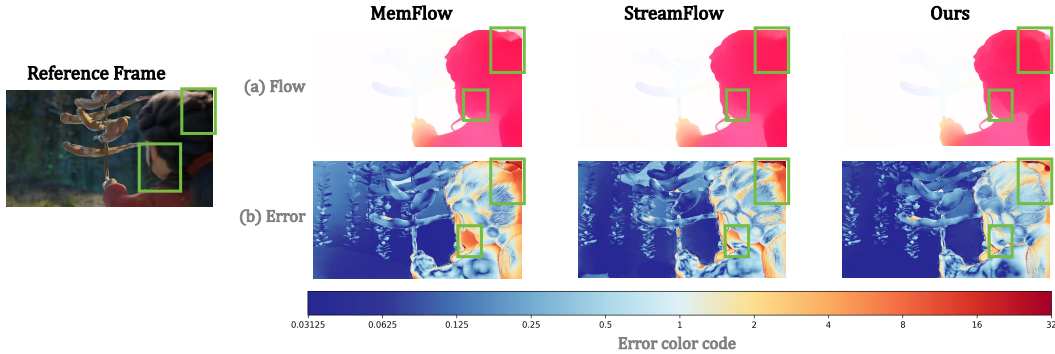 MemFlow
StreamFlow
Ours
Reference Frame
(a) Flow
(b) Error
0.03125
0.0625
0.125
0.25
0.5
1
2
4
8
16
32
Error color code